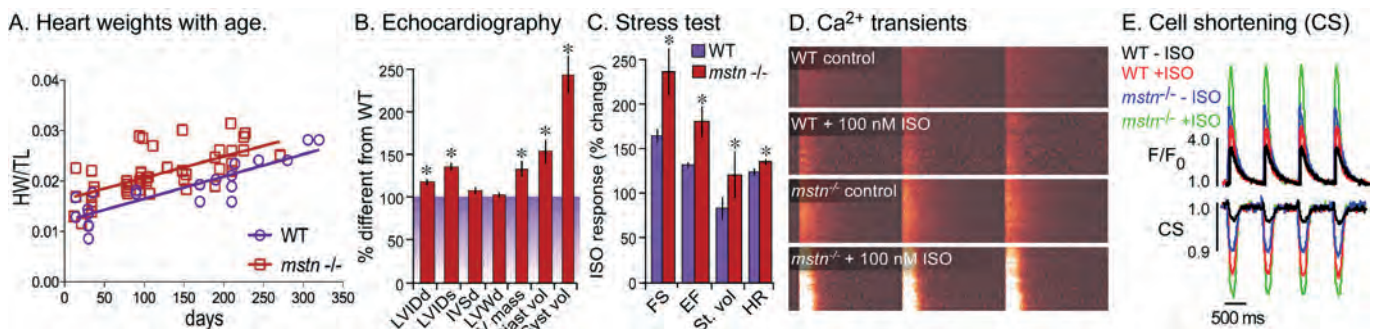 A. Heart weights with age.
0.04
0.03
0.02
0.01
0.00
HW/TL
0 50 100 150 200 250 300 350
days
WT
mstn -/-
B. Echocardiography
250
200
150
100
50
% different from WT
LVIDd
LVIDs
IVSd
LVWd
mass
vol
Syst vol
* * * * *
C. Stress test
WT
mstn -/-
250
200
150
100
50
0
ISO response (% change)
FS
EF
St. vol
HR
* * * *
D. Ca2+ transients
WT control
WT + 100 nM ISO
mstn-/- control
mstn-/- + 100 nM ISO
E. Cell shortening (CS)
WT - ISO
WT +ISO
mstn-/- - ISO
mstn-/- +ISO
F/F0
4.0
1.0
CS
1.0
0.9
500 ms